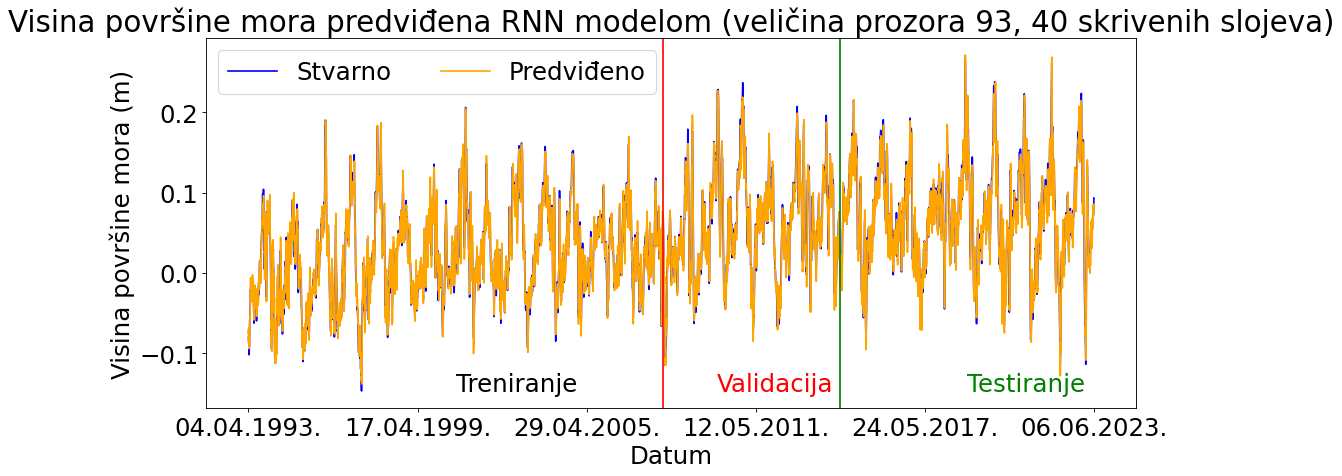 Visina površine mora predviđena RNN modelom (veličina prozora 93, 40 skrivenih slojeva)
Stvarno Predviđeno
Visina površine mora (m)
0.2
0.1
0.0
−0.1
Treniranje Validacija Testiranje
04.04.1993. 17.04.1999. 29.04.2005. 12.05.2011. 24.05.2017. 06.06.2023.
Datum